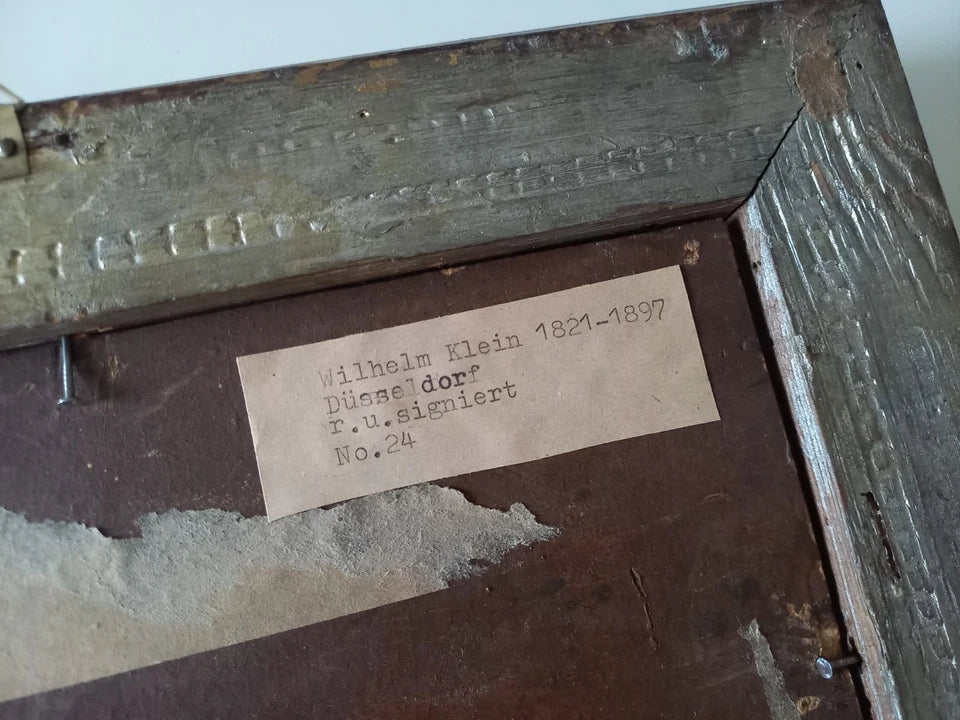 Wilhelm Klein 1821-1897
Düsseldorf
r.u.signiert
No.24